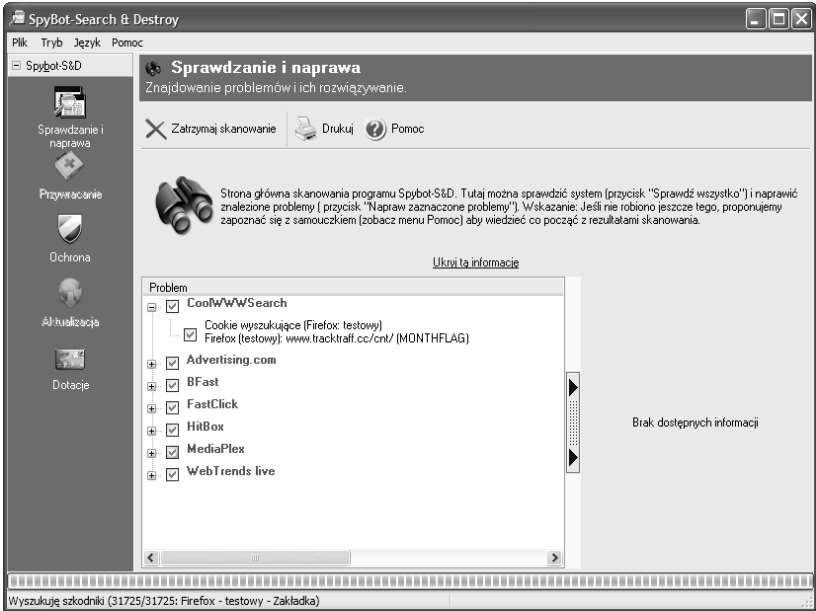 SpyBot-Search & Destroy
Plik Tryb Język Pomoc
Spybot-S&D
Sprawdzanie i naprawa
Znajdowanie problemów i ich rozwiązywanie.
Sprawdzanie i
naprawa
Przywracanie
Ochrona
Aktualizacja
Dotacje
Zatrzymaj skanowanie Drukuj Pomoc
Strona główna skanowania programu Spybot-S&D. Tutaj można sprawdzić system (przycisk "Sprawdź wszystko") i naprawić
znalezione problemy ( przycisk "Napraw zaznaczone problemy"). Wskazanie: Jeśli nie robiono jeszcze tego, proponujemy
zapoznać się z samouczkiem (zobacz menu Pomoc) aby wiedzieć co począć z rezultatami skanowania.
Ukryj tą informację
Problem
CoolWWWSearch
Cookie wyszukujące (Firefox: testowy)
Firefox (testowy): www.tracktraff.cc/cnt/ (MONTHFLAG)
Advertising.com
BFast
FastClick
HitBox
MediaPlex
WebTrends live
Brak dostępnych informacji
Wyszukuję szkodniki (31725/31725: Firefox - testowy - Zakładka)